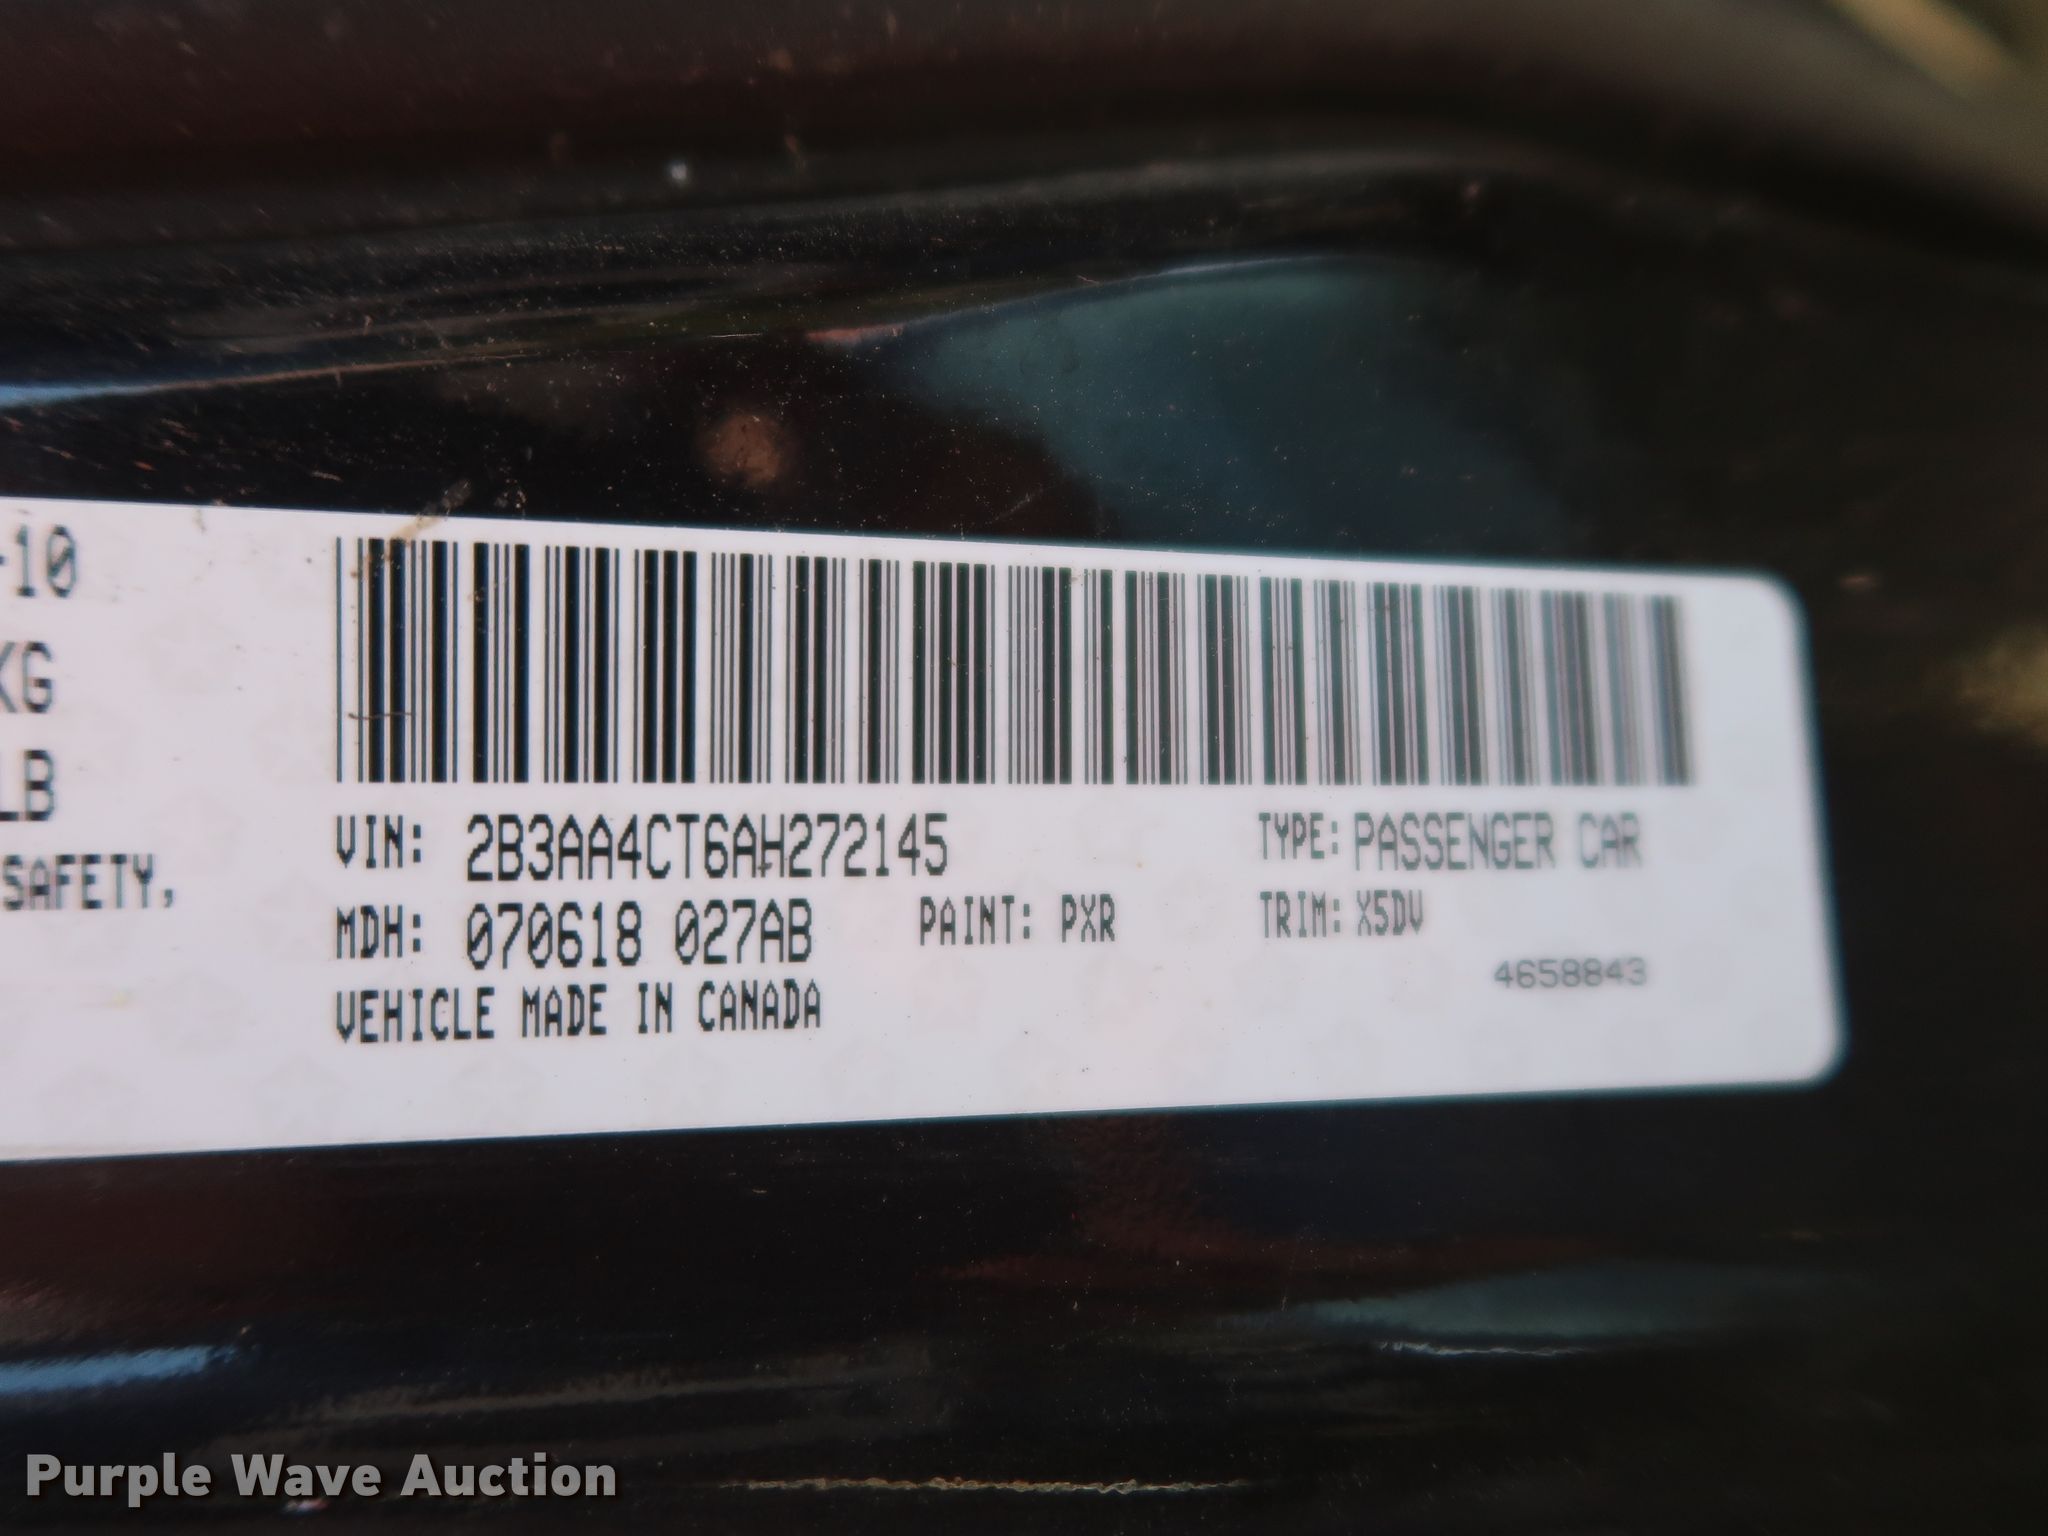 -10
KG
LB
SAFETY,
VIN: 2B3AA4CT6AH272145
TYPE: PASSENGER CAR
MDH: 070618 027AB
PAINT: PXR
TRIM: X5DV
VEHICLE MADE IN CANADA
4658843
Purple Wave Auction